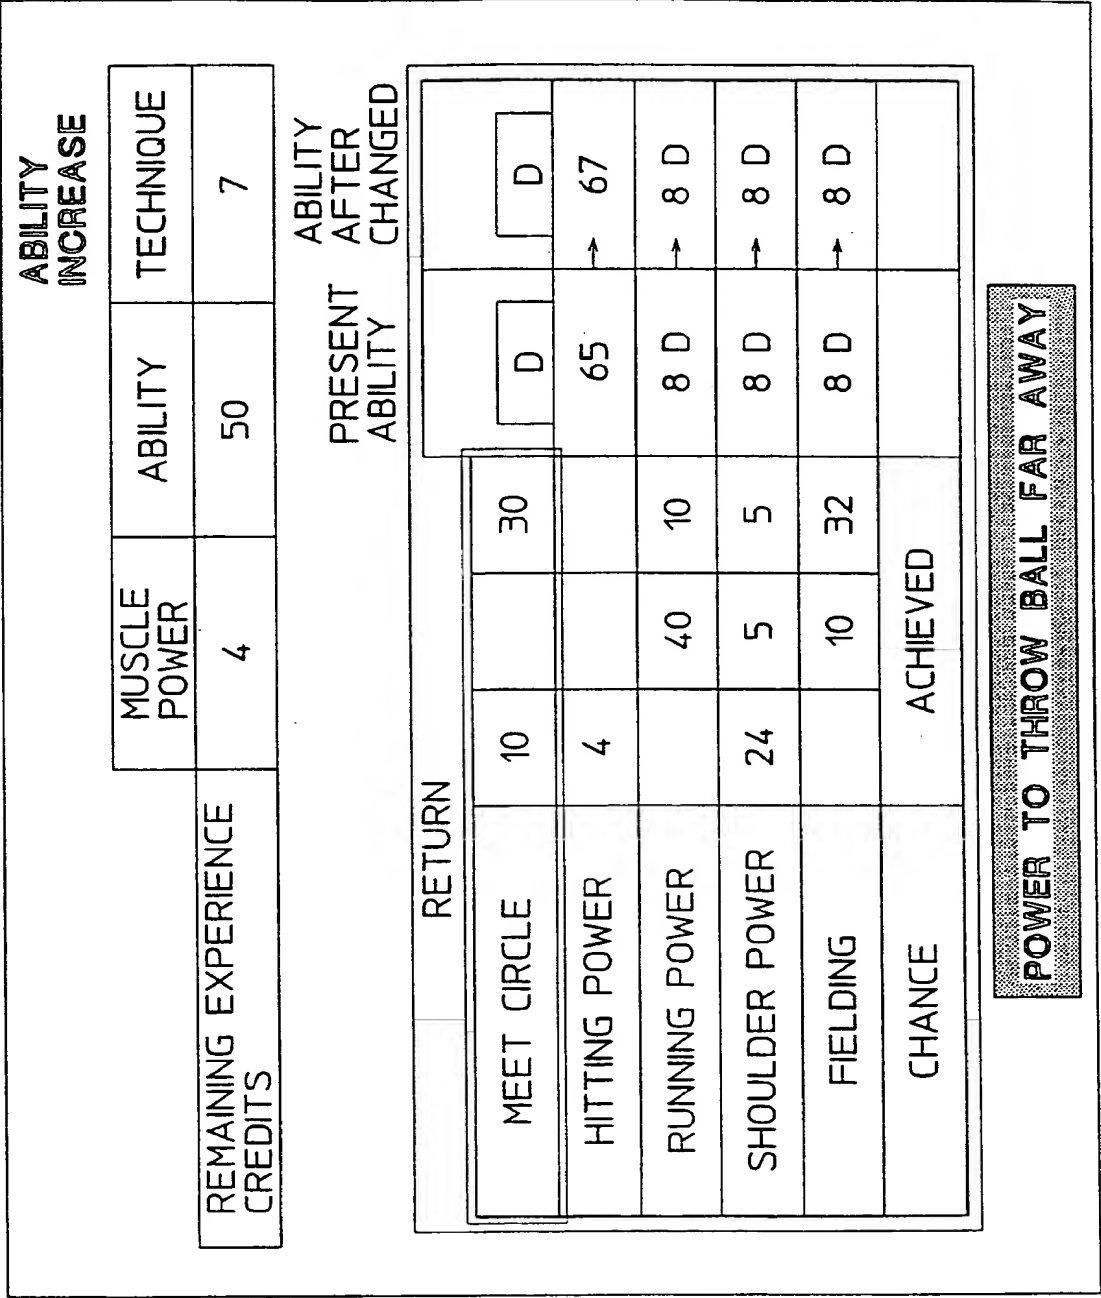 ABILITY
INCREASE
MUSCLE
POWER
ABILITY
TECHNIQUE
REMAINING EXPERIENCE
CREDITS
4
50
7
PRESENT
ABILITY
ABILITY
AFTER
CHANGED
RETURN
MEET CIRCLE 10 30 D D
HITTING POWER 4 65 → 67
RUNNING POWER 40 10 8 D → 8 D
SHOULDER POWER 24 5 5 8 D → 8 D
FIELDING 10 32 8 D → 8 D
CHANCE ACHIEVED
POWER TO THROW BALL FAR AWAY